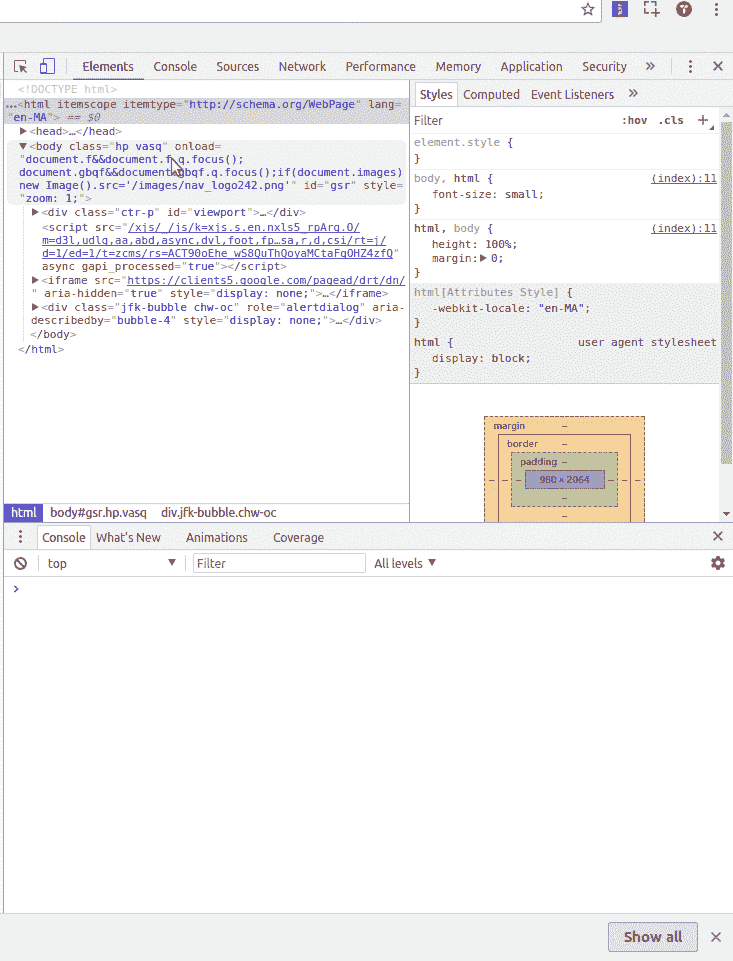 Elements Console Sources Network Performance Memory Application Security »
<!DOCTYPE html>
…<html itemscope itemtype="http://schema.org/WebPage" lang=
"en-MA"> == $0
▶<head>…</head>
▼<body class="hp vasq" onload=
"document.f&&document.f.q.focus();
document.gbqf&&document.gbqf.q.focus();if(document.images)
new Image().src='/images/nav_logo242.png'" id="gsr" style=
"zoom: 1;">
▶<div class="ctr-p" id="viewport">…</div>
<script src="/xjs/_/js/k=xjs.s.en.nxls5_rpArg.O/
m=d3l,udlg,aa,abd,async,dvl,foot,fp…sa,r,d,csi/rt=j/
d=1/ed=1/t=zcms/rs=ACT90oEhe_wS8QuThQoyaMCtaFqOHZ4zfQ"
async gapi_processed="true"></script>
▶<iframe src="https://clients5.google.com/pagead/drt/dn/
" aria-hidden="true" style="display: none;">…</iframe>
▶<div class="jfk-bubble chw-oc" role="alertdialog" aria-
describedby="bubble-4" style="display: none;">…</div>
</body>
</html>
html body#gsr.hp.vasq div.jfk-bubble.chw-oc
Styles Computed Event Listeners »
Filter :hov .cls +
element.style {
}
body, html { (index):11
font-size: small;
}
html, body { (index):11
height: 100%;
margin:▶ 0;
}
html[Attributes Style] {
-webkit-locale: "en-MA";
}
html { user agent stylesheet
display: block;
}
margin –
border –
padding –
– – – 980 × 2064 – – –
–
–
Console What's New Animations Coverage
top ▼ Filter All levels ▼
>
Show all